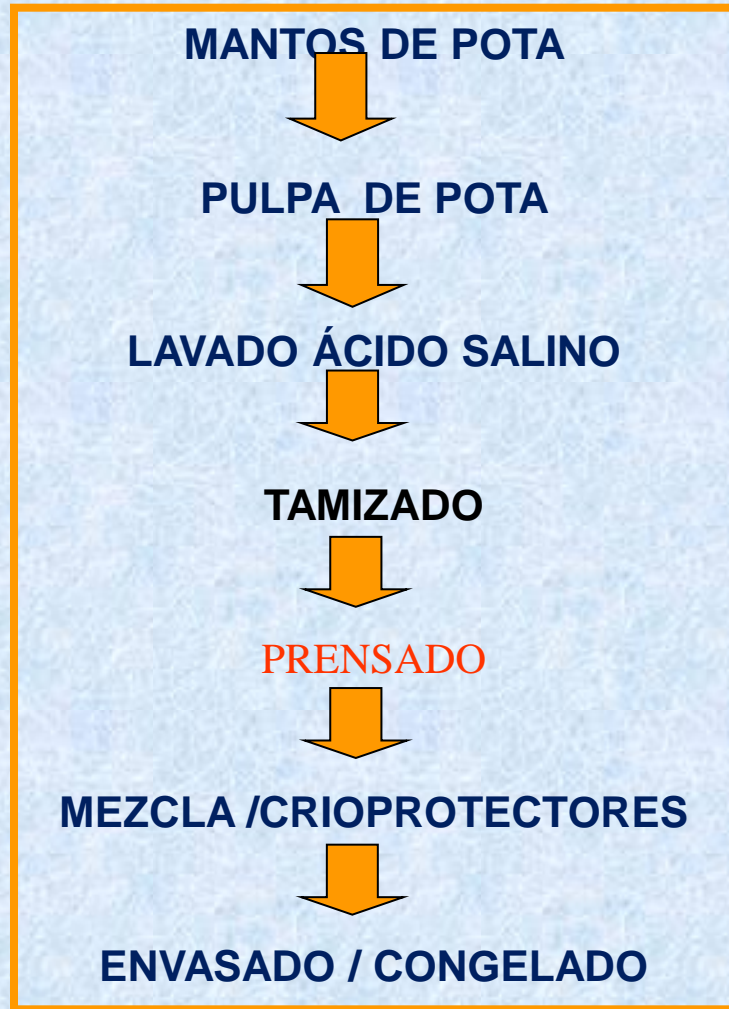 MANTOS DE POTA
PULPA DE POTA
LAVADO ÁCIDO SALINO
TAMIZADO
PRENSADO
MEZCLA /CRIOPROTECTORES
ENVASADO / CONGELADO